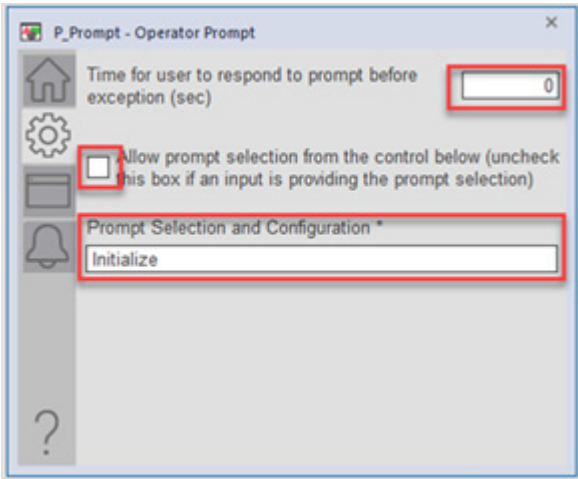 P_Prompt - Operator Prompt
Time for user to respond to prompt before
exception (sec)
0
Allow prompt selection from the control below (uncheck
this box if an input is providing the prompt selection)
Prompt Selection and Configuration *
Initialize
?